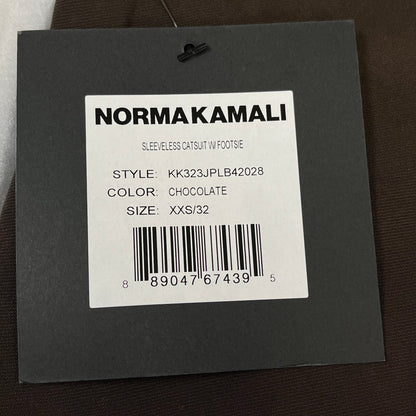 NORMA KAMALI
SLEEVELESS CATSUIT W/ FOOTSIE
STYLE: KK323JPLB42028
COLOR: CHOCOLATE
SIZE: XXS/32
8 89047 67439 5